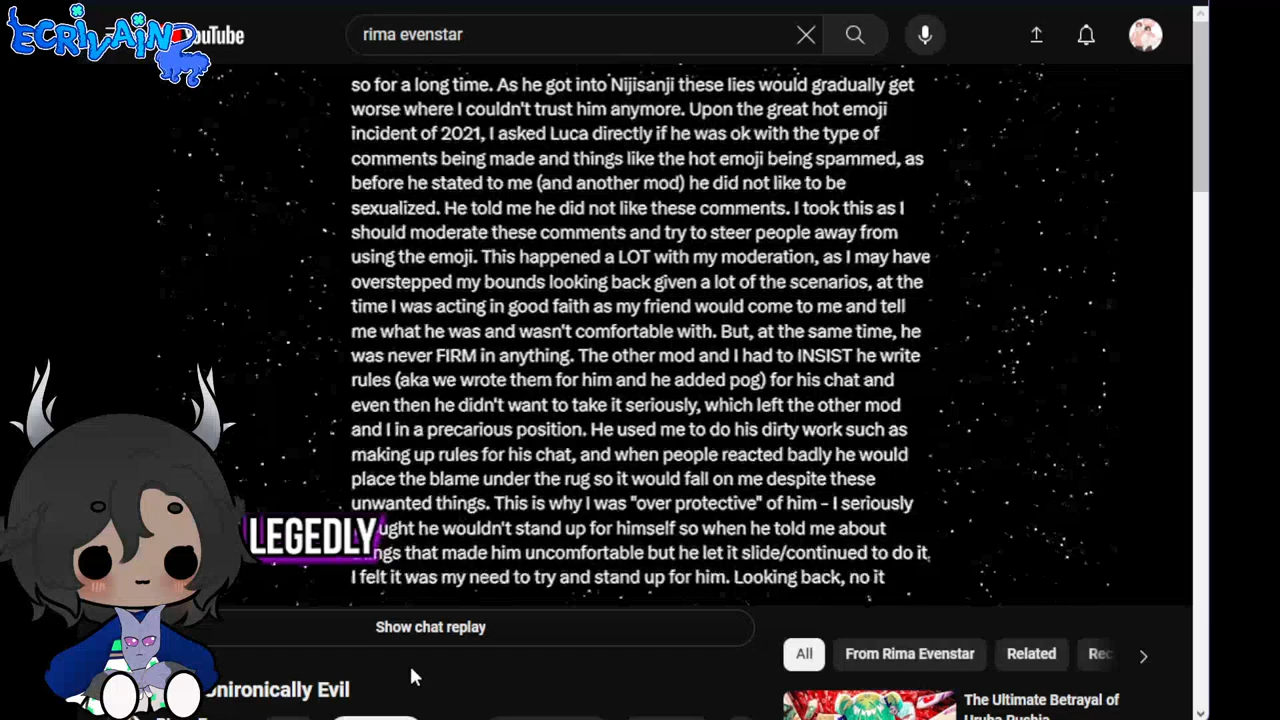 ECRIVAIN
YouTube
rima evenstar
so for a long time. As he got into Nijisanji these lies would gradually get
worse where I couldn't trust him anymore. Upon the great hot emoji
incident of 2021, I asked Luca directly if he was ok with the type of
comments being made and things like the hot emoji being spammed, as
before he stated to me (and another mod) he did not like to be
sexualized. He told me he did not like these comments. I took this as I
should moderate these comments and try to steer people away from
using the emoji. This happened a LOT with my moderation, as I may have
overstepped my bounds looking back given a lot of the scenarios, at the
time I was acting in good faith as my friend would come to me and tell
me what he was and wasn't comfortable with. But, at the same time, he
was never FIRM in anything. The other mod and I had to INSIST he write
rules (aka we wrote them for him and he added pog) for his chat and
even then he didn't want to take it seriously, which left the other mod
and I in a precarious position. He used me to do his dirty work such as
making up rules for his chat, and when people reacted badly he would
place the blame under the rug so it would fall on me despite these
unwanted things. This is why I was "over protective" of him – I seriously
ught he wouldn't stand up for himself so when he told me about
LEGEDLY
ngs that made him uncomfortable but he let it slide/continued to do it,
I felt it was my need to try and stand up for him. Looking back, no it
Show chat replay
All
From Rima Evenstar
Related
Rec
nironically Evil
The Ultimate Betrayal of